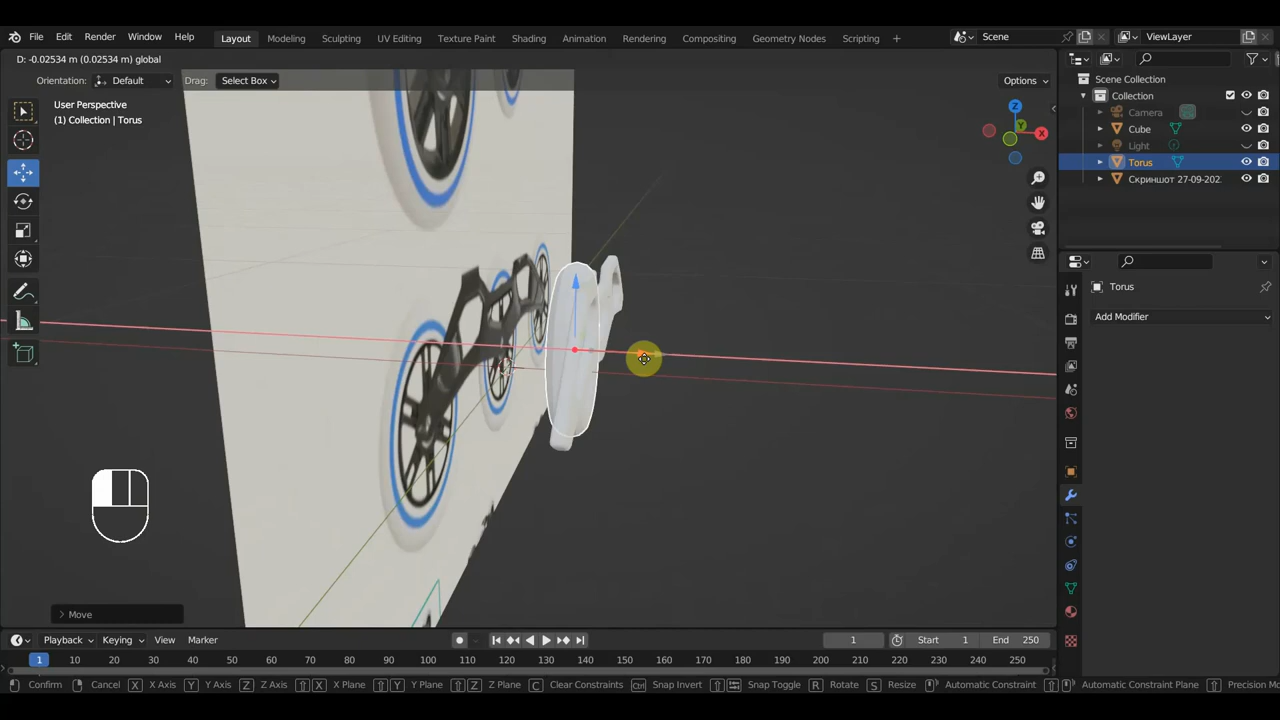 File Edit Render Window Help Layout Modeling Sculpting UV Editing Texture Paint Shading Animation Rendering Compositing Geometry Nodes Scripting + Scene ViewLayer
D: -0.02534 m (0.02534 m) global
Orientation: Default Drag: Select Box Options
User Perspective
(1) Collection | Torus
Z
Y
X
Scene Collection
Collection
Camera
Cube
Light
Torus
Скриншот 27-09-202
Torus
Add Modifier
Move
Playback Keying View Marker 1 Start 1 End 250
1 10 20 30 40 50 60 70 80 90 100 110 120 130 140 150 160 170 180 190 200 210 220 230 240 250
Confirm Cancel X X Axis Y Y Axis Z Z Axis X X Plane Y Y Plane Z Z Plane C Clear Constraints Ctrl Snap Invert Snap Toggle R Rotate S Resize Automatic Constraint Automatic Constraint Plane Precision Mo